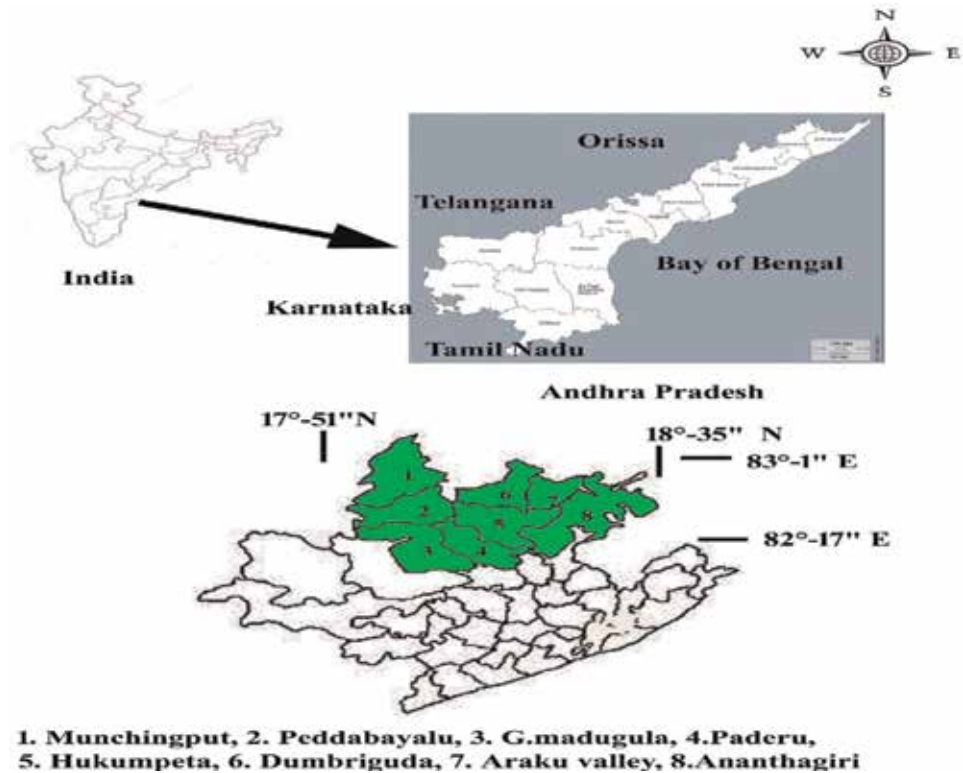 N
W E
S
Orissa
Telangana
Bay of Bengal
India
Karnataka
Tamil Nadu
Andhra Pradesh
17°-51"N
18°-35" N
83°-1" E
82°-17" E
1
2
3
4
6
7
8
1. Munchingput, 2. Peddabayalu, 3. G.madugula, 4.Paderu,
5. Hukumpeta, 6. Dumbriguda, 7. Araku valley, 8.Ananthagiri